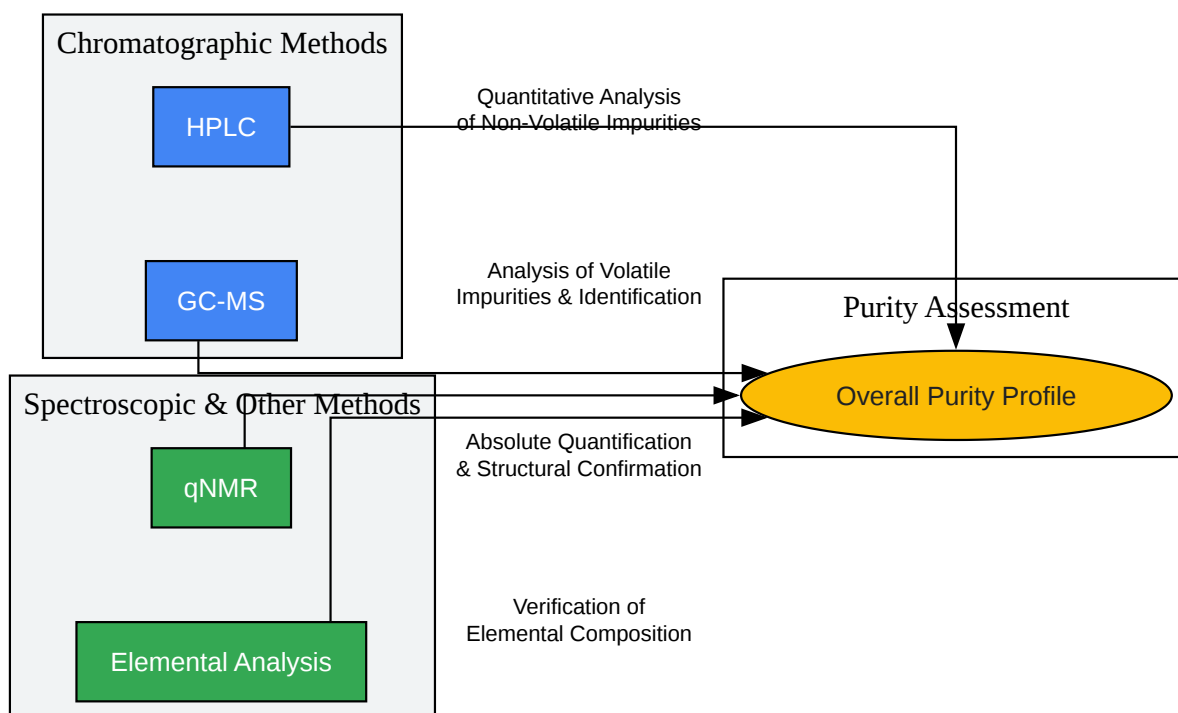 Chromatographic Methods
HPLC
Quantitative Analysis
of Non-Volatile Impurities
GC-MS
Analysis of Volatile
Impurities & Identification
Purity Assessment
Overall Purity Profile
Spectroscopic & Other Methods
qNMR
Absolute Quantification
& Structural Confirmation
Elemental Analysis
Verification of
Elemental Composition